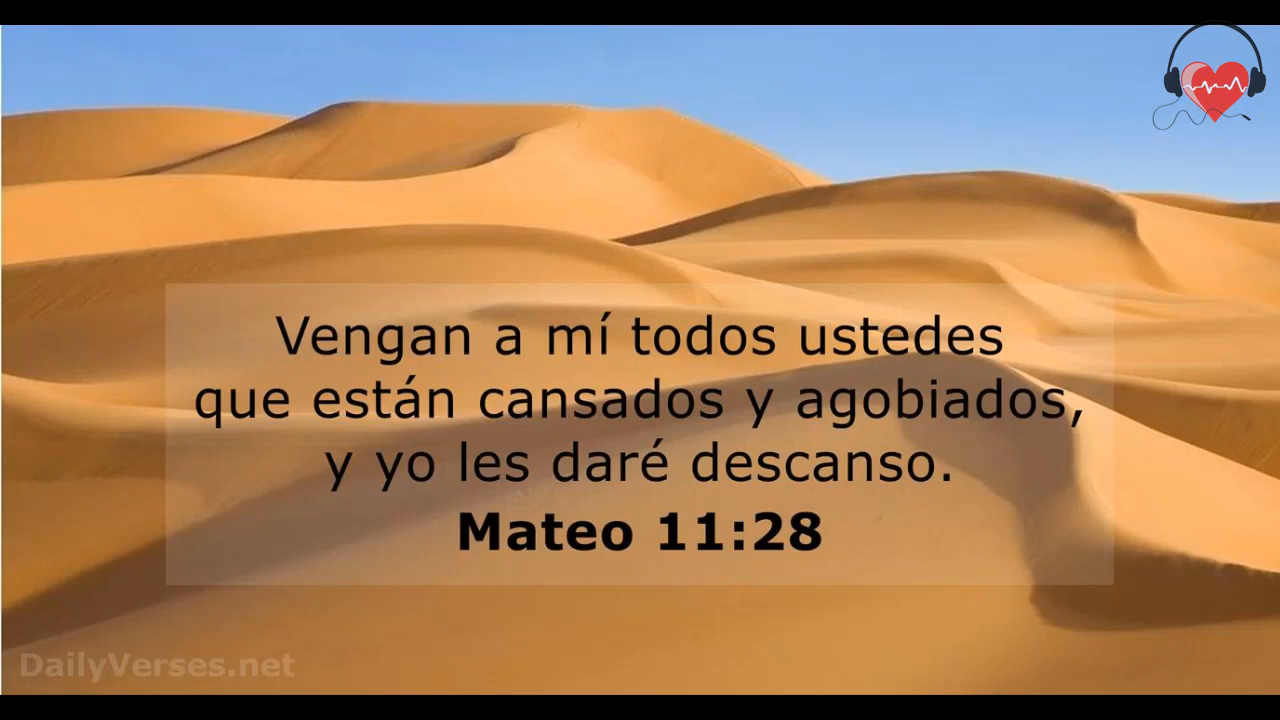 Vengan a mí todos ustedes
que están cansados y agobiados,
y yo les daré descanso.
Mateo 11:28
DailyVerses.net